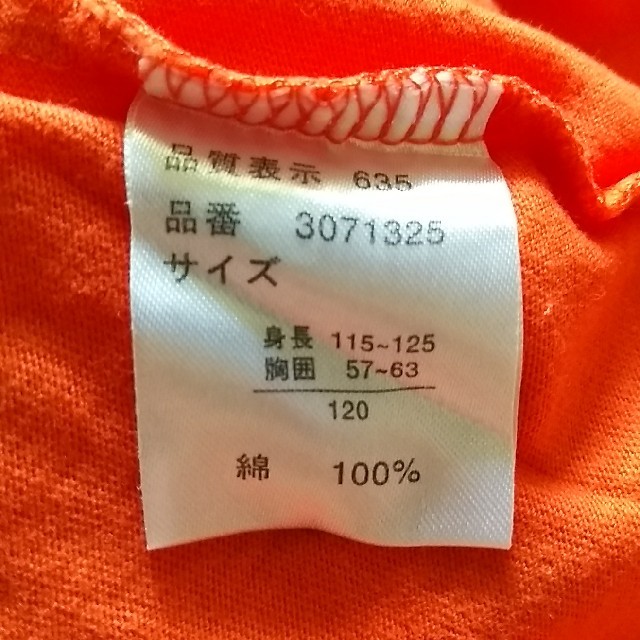 品質表示 635
品番 3071325
サイズ
身長 115~125
胸囲 57~63
120
綿 100%